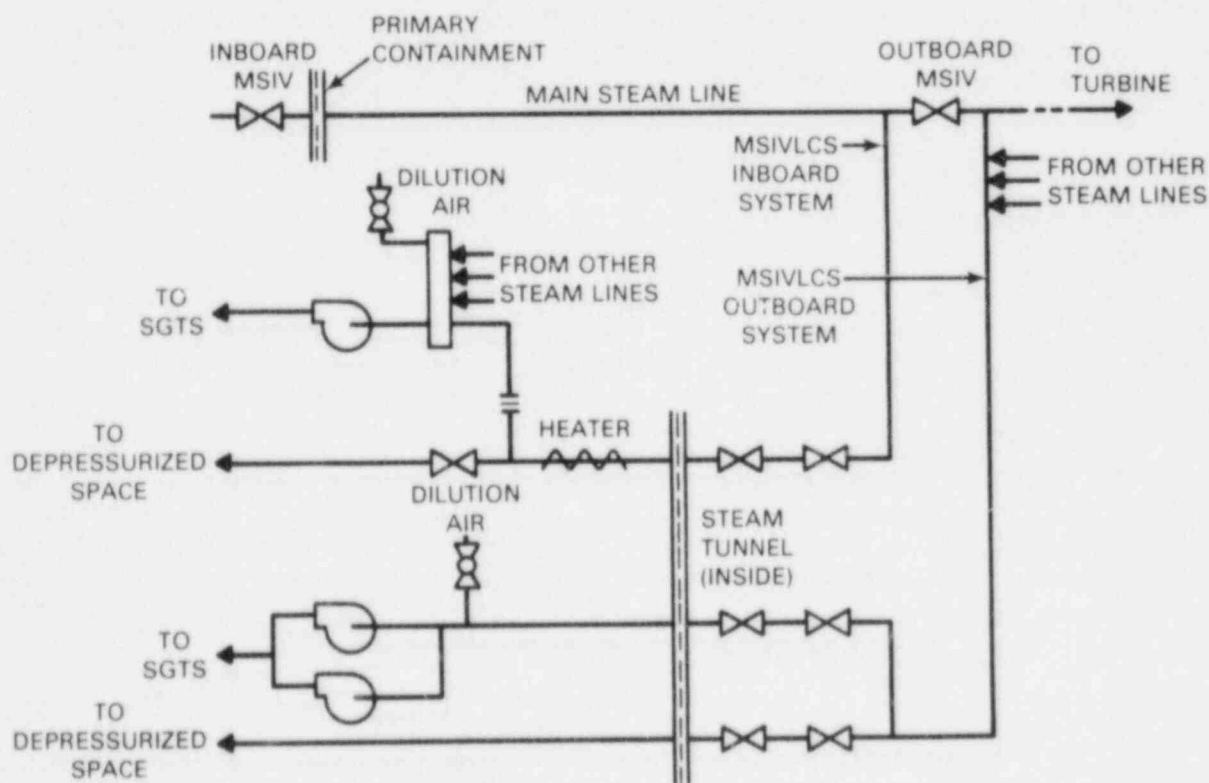 PRIMARY
CONTAINMENT
INBOARD
MSIV
OUTBOARD
MSIV
TO
TURBINE
MAIN STEAM LINE
MSIVLCS
INBOARD
SYSTEM
FROM OTHER
STEAM LINES
DILUTION
AIR
FROM OTHER
STEAM LINES
MSIVLCS
OUTBOARD
SYSTEM
TO
SGTS
HEATER
TO
DEPRESSURIZED
SPACE
DILUTION
AIR
STEAM
TUNNEL
(INSIDE)
TO
SGTS
TO
DEPRESSURIZED
SPACE